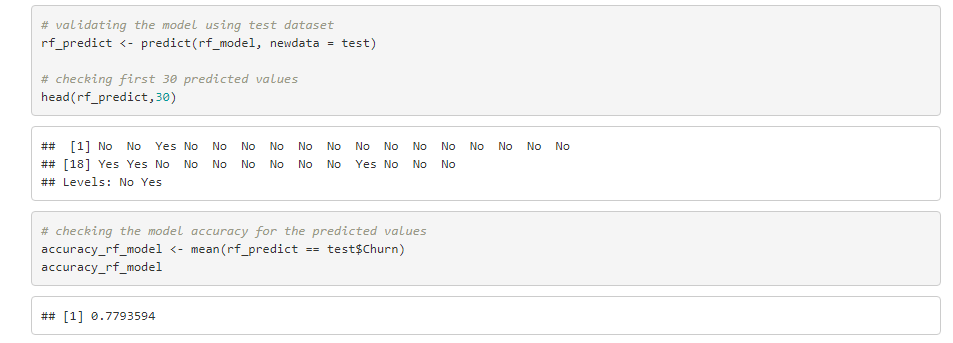 # validating the model using test dataset
rf_predict <- predict(rf_model, newdata = test)
# checking first 30 predicted values
head(rf_predict,30)
##  [1] No  No  Yes No  No  No  No  No  No  No  No  No  No  No  No  No  No
## [18] Yes Yes No  No  No  No  No  No  No  Yes No  No  No
## Levels: No Yes
# checking the model accuracy for the predicted values
accuracy_rf_model <- mean(rf_predict == test$Churn)
accuracy_rf_model
## [1] 0.7793594